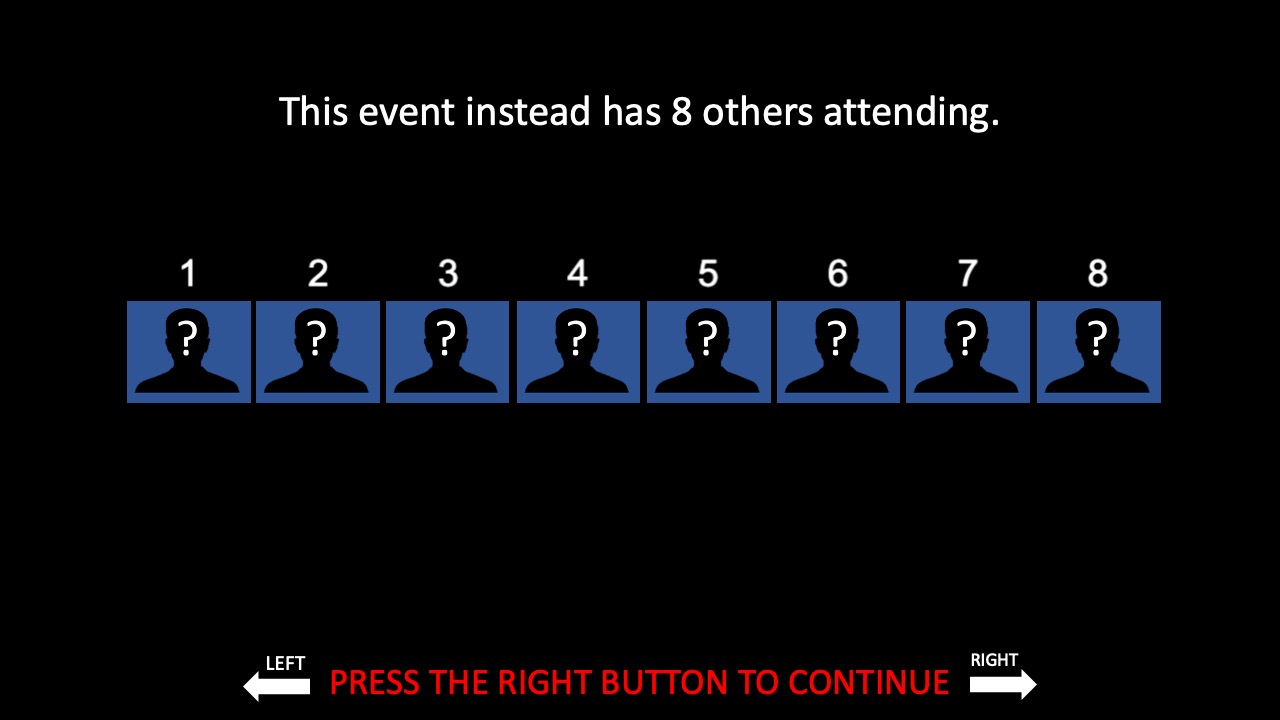 This event instead has 8 others attending.
1 2 3 4 5 6 7 8
? ? ? ? ? ? ? ?
LEFT PRESS THE RIGHT BUTTON TO CONTINUE RIGHT